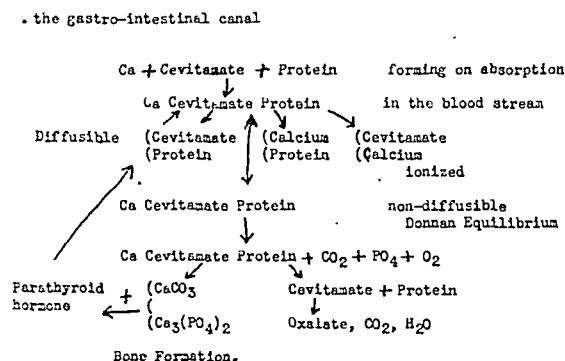 . the gastro-intestinal canal
Ca + Cevitamate + Protein forming on absorption
Ca Cevitamate Protein in the blood stream
Diffusible (Cevitamate (Calcium (Cevitamate
(Protein (Protein (Calcium
ionized
Ca Cevitamate Protein non-diffusible
Donnan Equilibrium
Ca Cevitamate Protein + CO2 + PO4 + O2
Parathyroid + (CaCO3 Cevitamate + Protein
hormone (
(Ca3(PO4)2 Oxalate, CO2, H2O
Bone Formation.